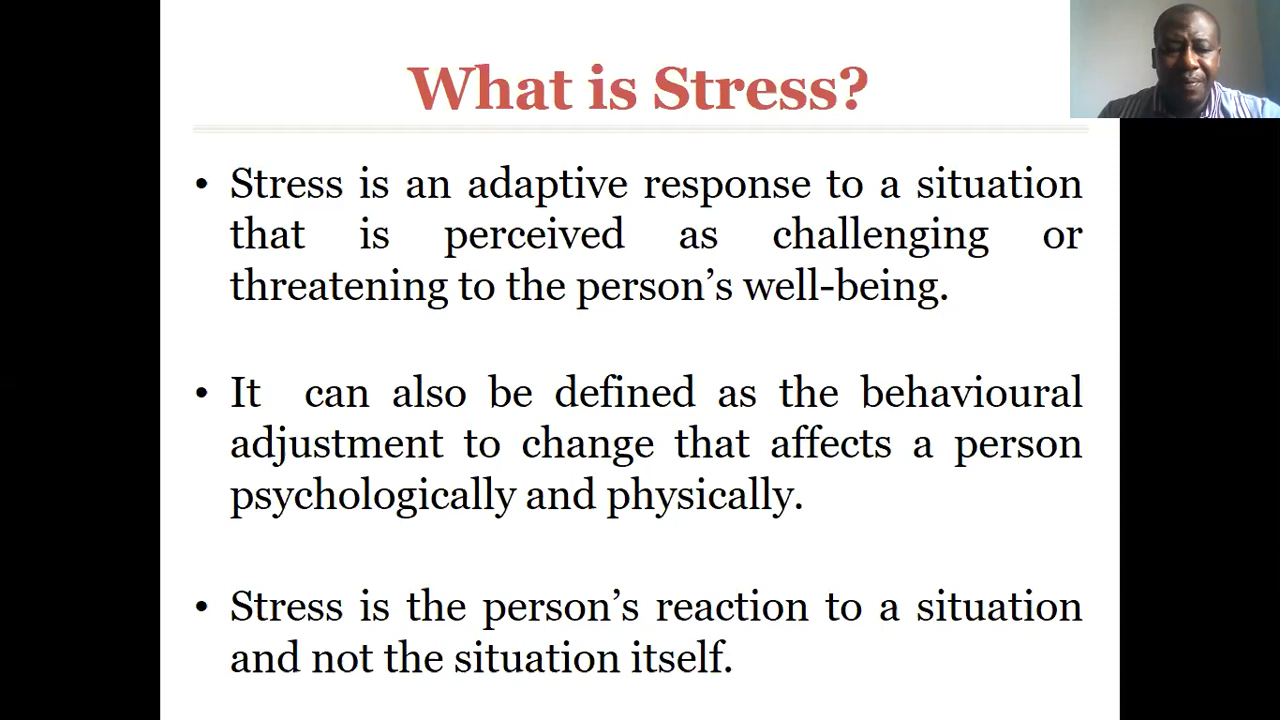 What is Stress?
• Stress is an adaptive response to a situation
that is perceived as challenging or
threatening to the person’s well-being.
• It can also be defined as the behavioural
adjustment to change that affects a person
psychologically and physically.
• Stress is the person’s reaction to a situation
and not the situation itself.